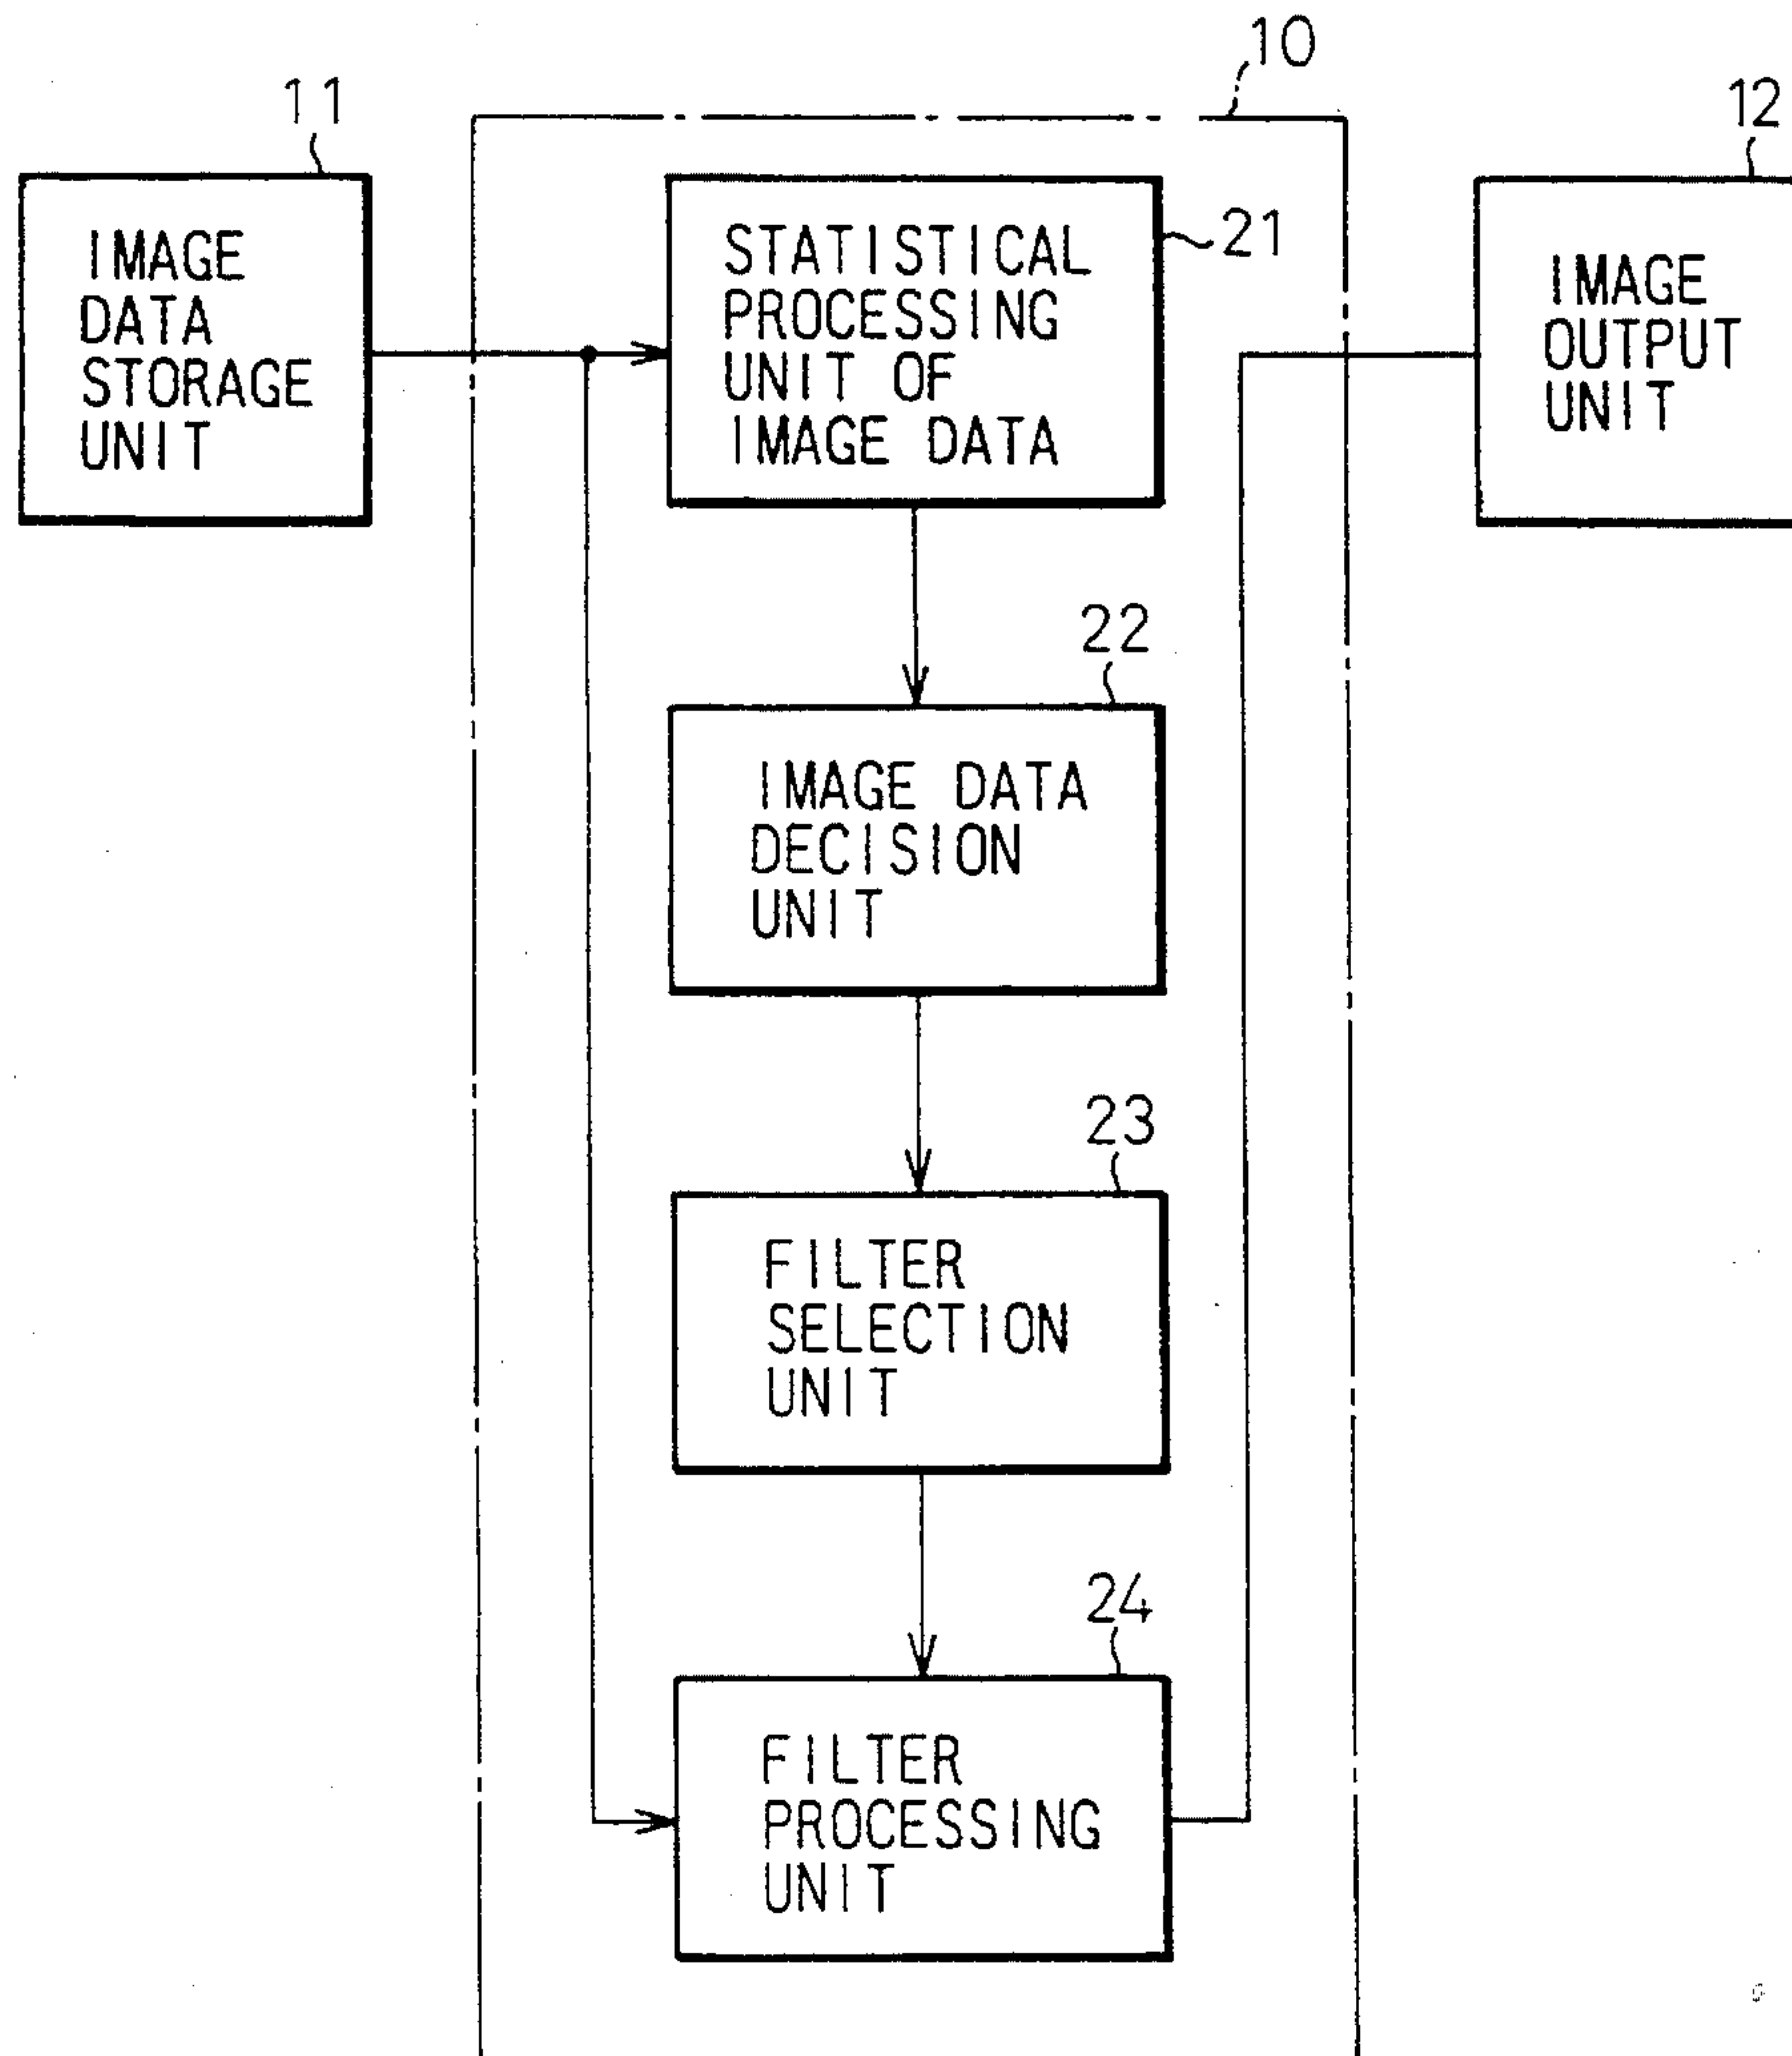 10
11
12
IMAGE
DATA
STORAGE
UNIT
STATISTICAL
PROCESSING
UNIT OF
IMAGE DATA
21
IMAGE
OUTPUT
UNIT
22
IMAGE DATA
DECISION
UNIT
23
FILTER
SELECTION
UNIT
24
FILTER
PROCESSING
UNIT